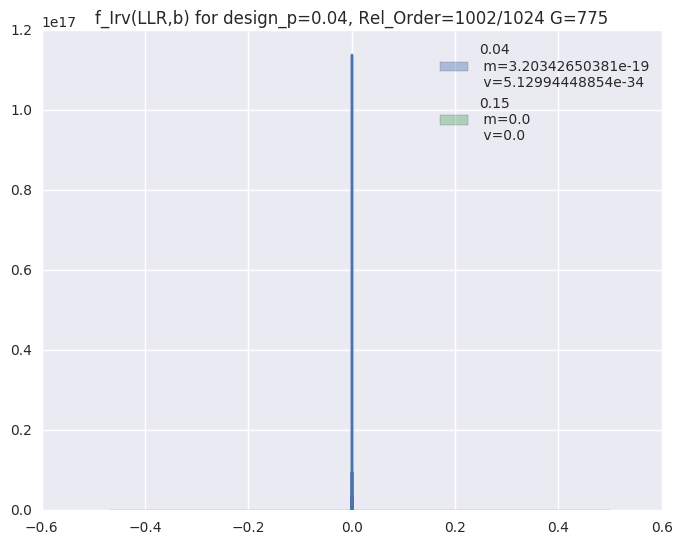 f_Irv(LLR,b) for design_p=0.04, Rel_Order=1002/1024 G=775
1e17
1.2
1.0
0.8
0.6
0.4
0.2
0.0
0.04
m=3.20342650381e-19
v=5.12994448854e-34
0.15
m=0.0
v=0.0
−0.6 −0.4 −0.2 0.0 0.2 0.4 0.6